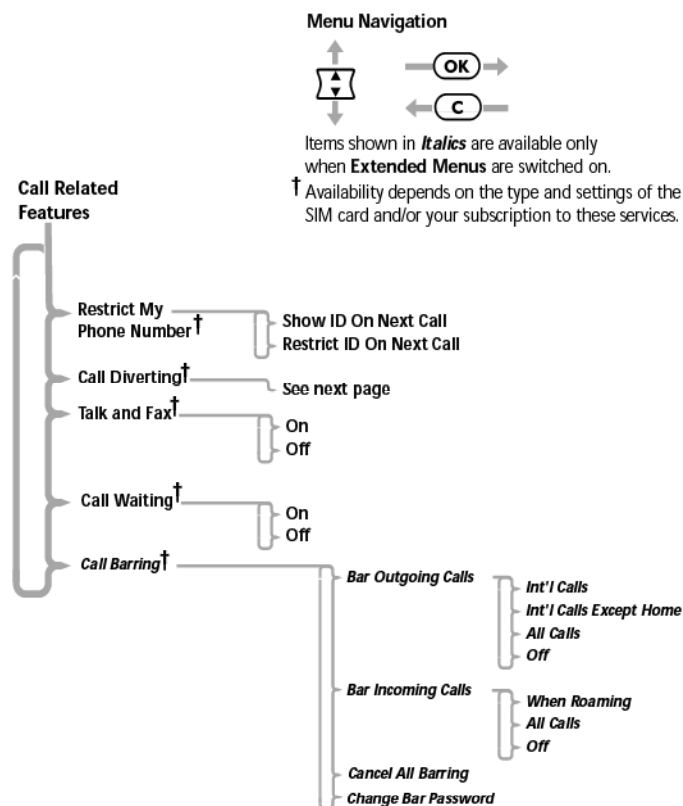 Menu Navigation
OK
C
Items shown in Italics are available only
when Extended Menus are switched on.
† Availability depends on the type and settings of the
SIM card and/or your subscription to these services.
Call Related
Features
Restrict My
Phone Number†
Show ID On Next Call
Restrict ID On Next Call
Call Diverting†
See next page
Talk and Fax†
On
Off
Call Waiting†
On
Off
Call Barring†
Bar Outgoing Calls
Int'l Calls
Int'l Calls Except Home
All Calls
Off
Bar Incoming Calls
When Roaming
All Calls
Off
Cancel All Barring
Change Bar Password